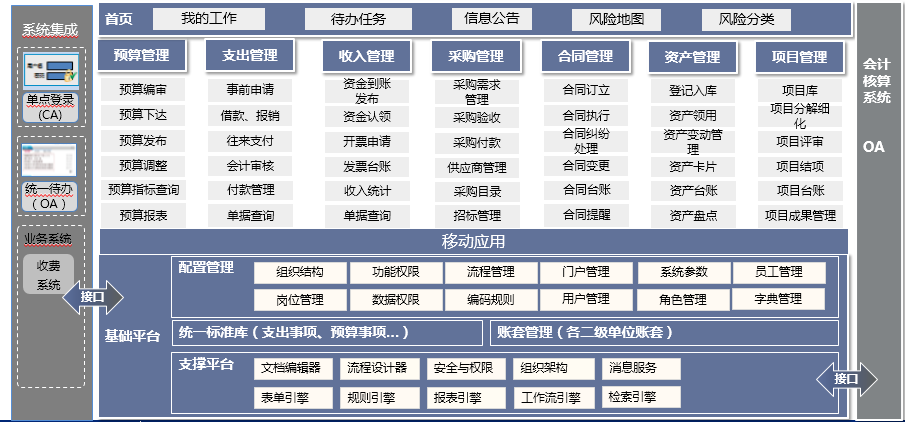 系统集成
单点登录
(CA)
统一待办
（OA）
业务系统
收费
系统
接口
首页
我的工作
待办任务
信息公告
风险地图
风险分类
预算管理
预算编审
预算下达
预算发布
预算调整
预算指标查询
预算报表
支出管理
事前申请
借款、报销
往来支付
会计审核
付款管理
单据查询
收入管理
资金到账
发布
资金认领
开票申请
发票台账
收入统计
单据查询
采购管理
采购需求
管理
采购验收
采购付款
供应商管理
采购目录
招标管理
合同管理
合同订立
合同执行
合同纠纷
处理
合同变更
合同台账
合同提醒
资产管理
登记入库
资产领用
资产变动管
理
资产卡片
资产台账
资产盘点
项目管理
项目库
项目分解细
化
项目评审
项目结项
项目台账
项目成果管理
移动应用
基础平台
配置管理
组织结构
功能权限
流程管理
门户管理
系统参数
员工管理
岗位管理
数据权限
编码规则
用户管理
角色管理
字典管理
统一标准库（支出事项、预算事项...）
账套管理（各二级单位账套）
支撑平台
文档编辑器
流程设计器
安全与权限
组织架构
消息服务
表单引擎
规则引擎
报表引擎
工作流引擎
检索引擎
会计
核算
系统
OA
接口